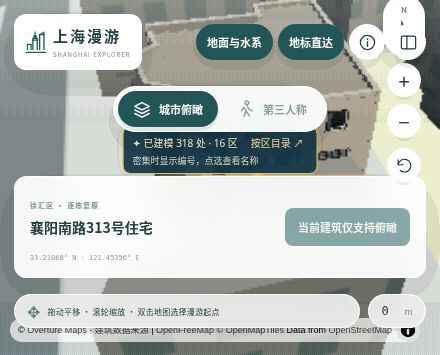 上海漫游
SHANGHAI EXPLORER
地面与水系
地标直达
N
城市俯瞰
第三人称
✦ 已建模 318 处 · 16 区 按区目录 ↗
密集时显示编号，点选查看名称
徐汇区 · 逐栋复原
襄阳南路313号住宅
31.21060° N · 121.45356° E
当前建筑仅支持俯瞰
拖动平移 · 滚轮缩放 · 双击地图选择漫游起点
0 m
© Overture Maps · 建筑数据来源 | OpenFreeMap © OpenMapTiles Data from OpenStreetMap